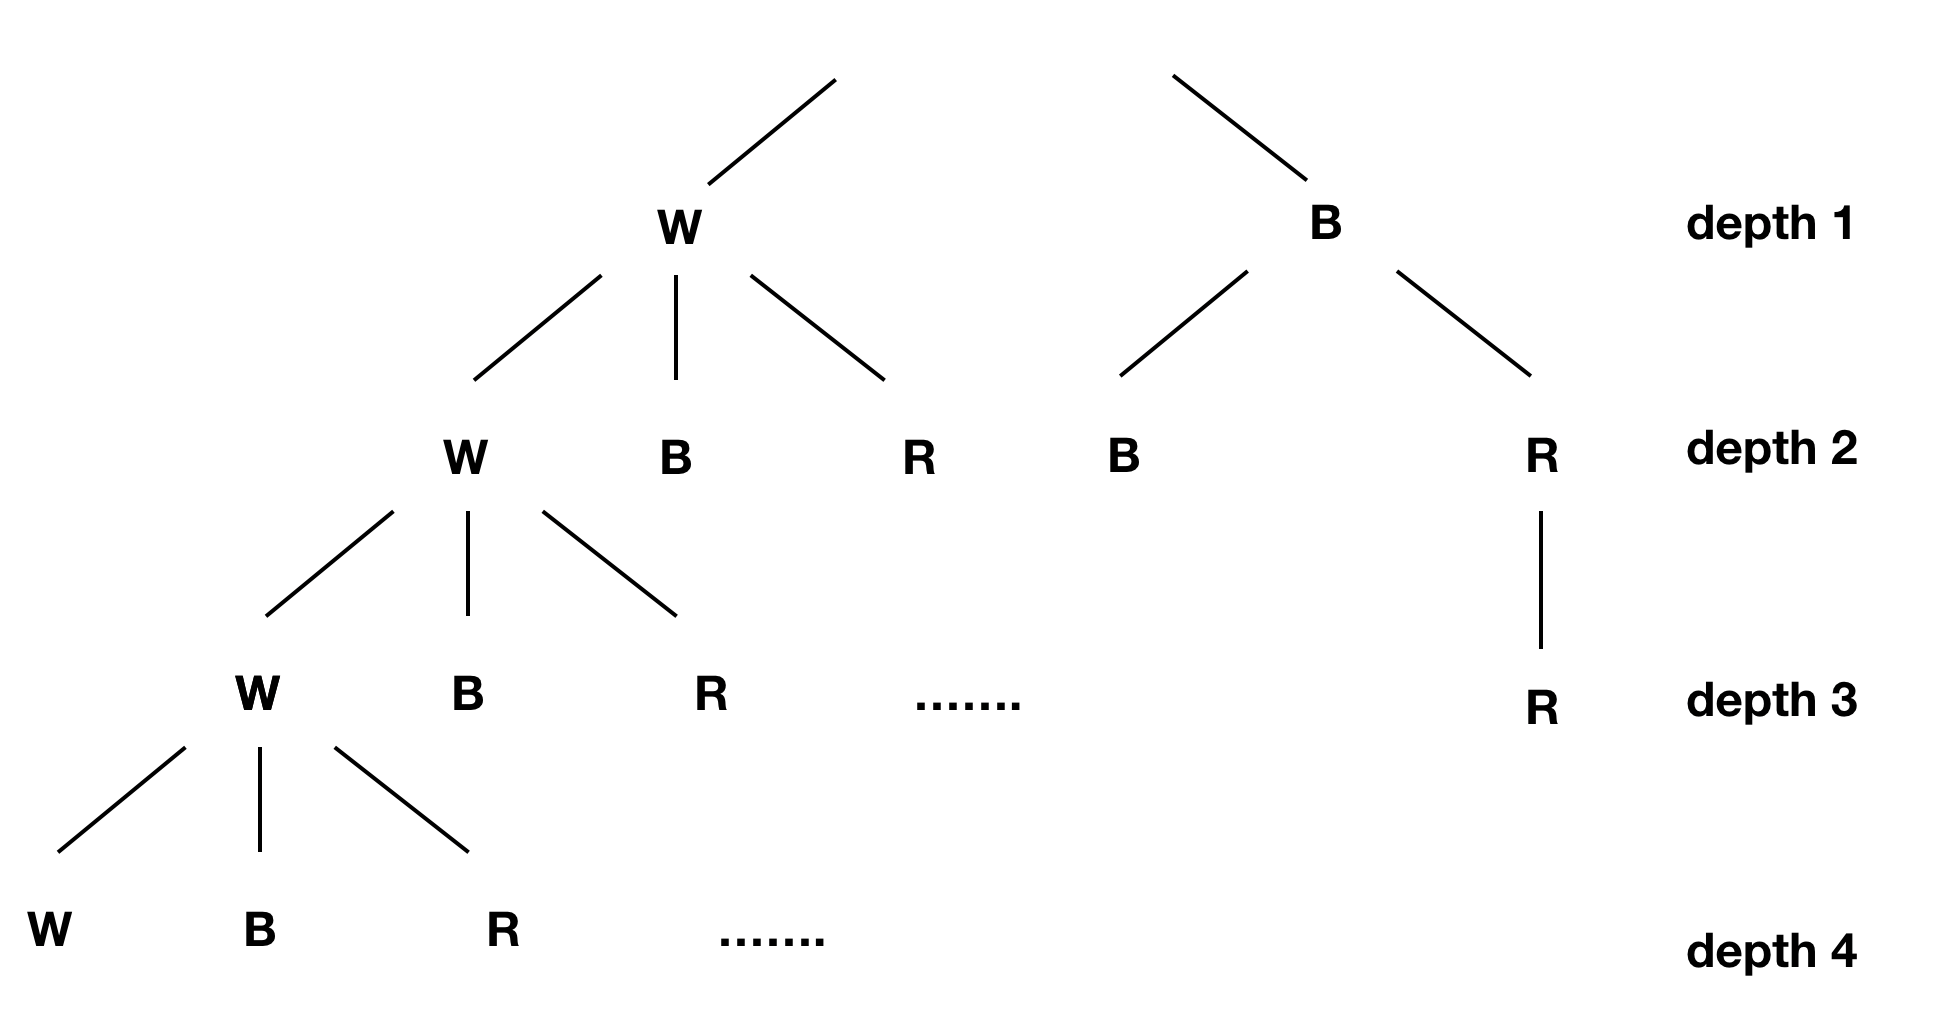 W B depth 1
W B R B R depth 2
W B R ....... R depth 3
W B R ....... depth 4